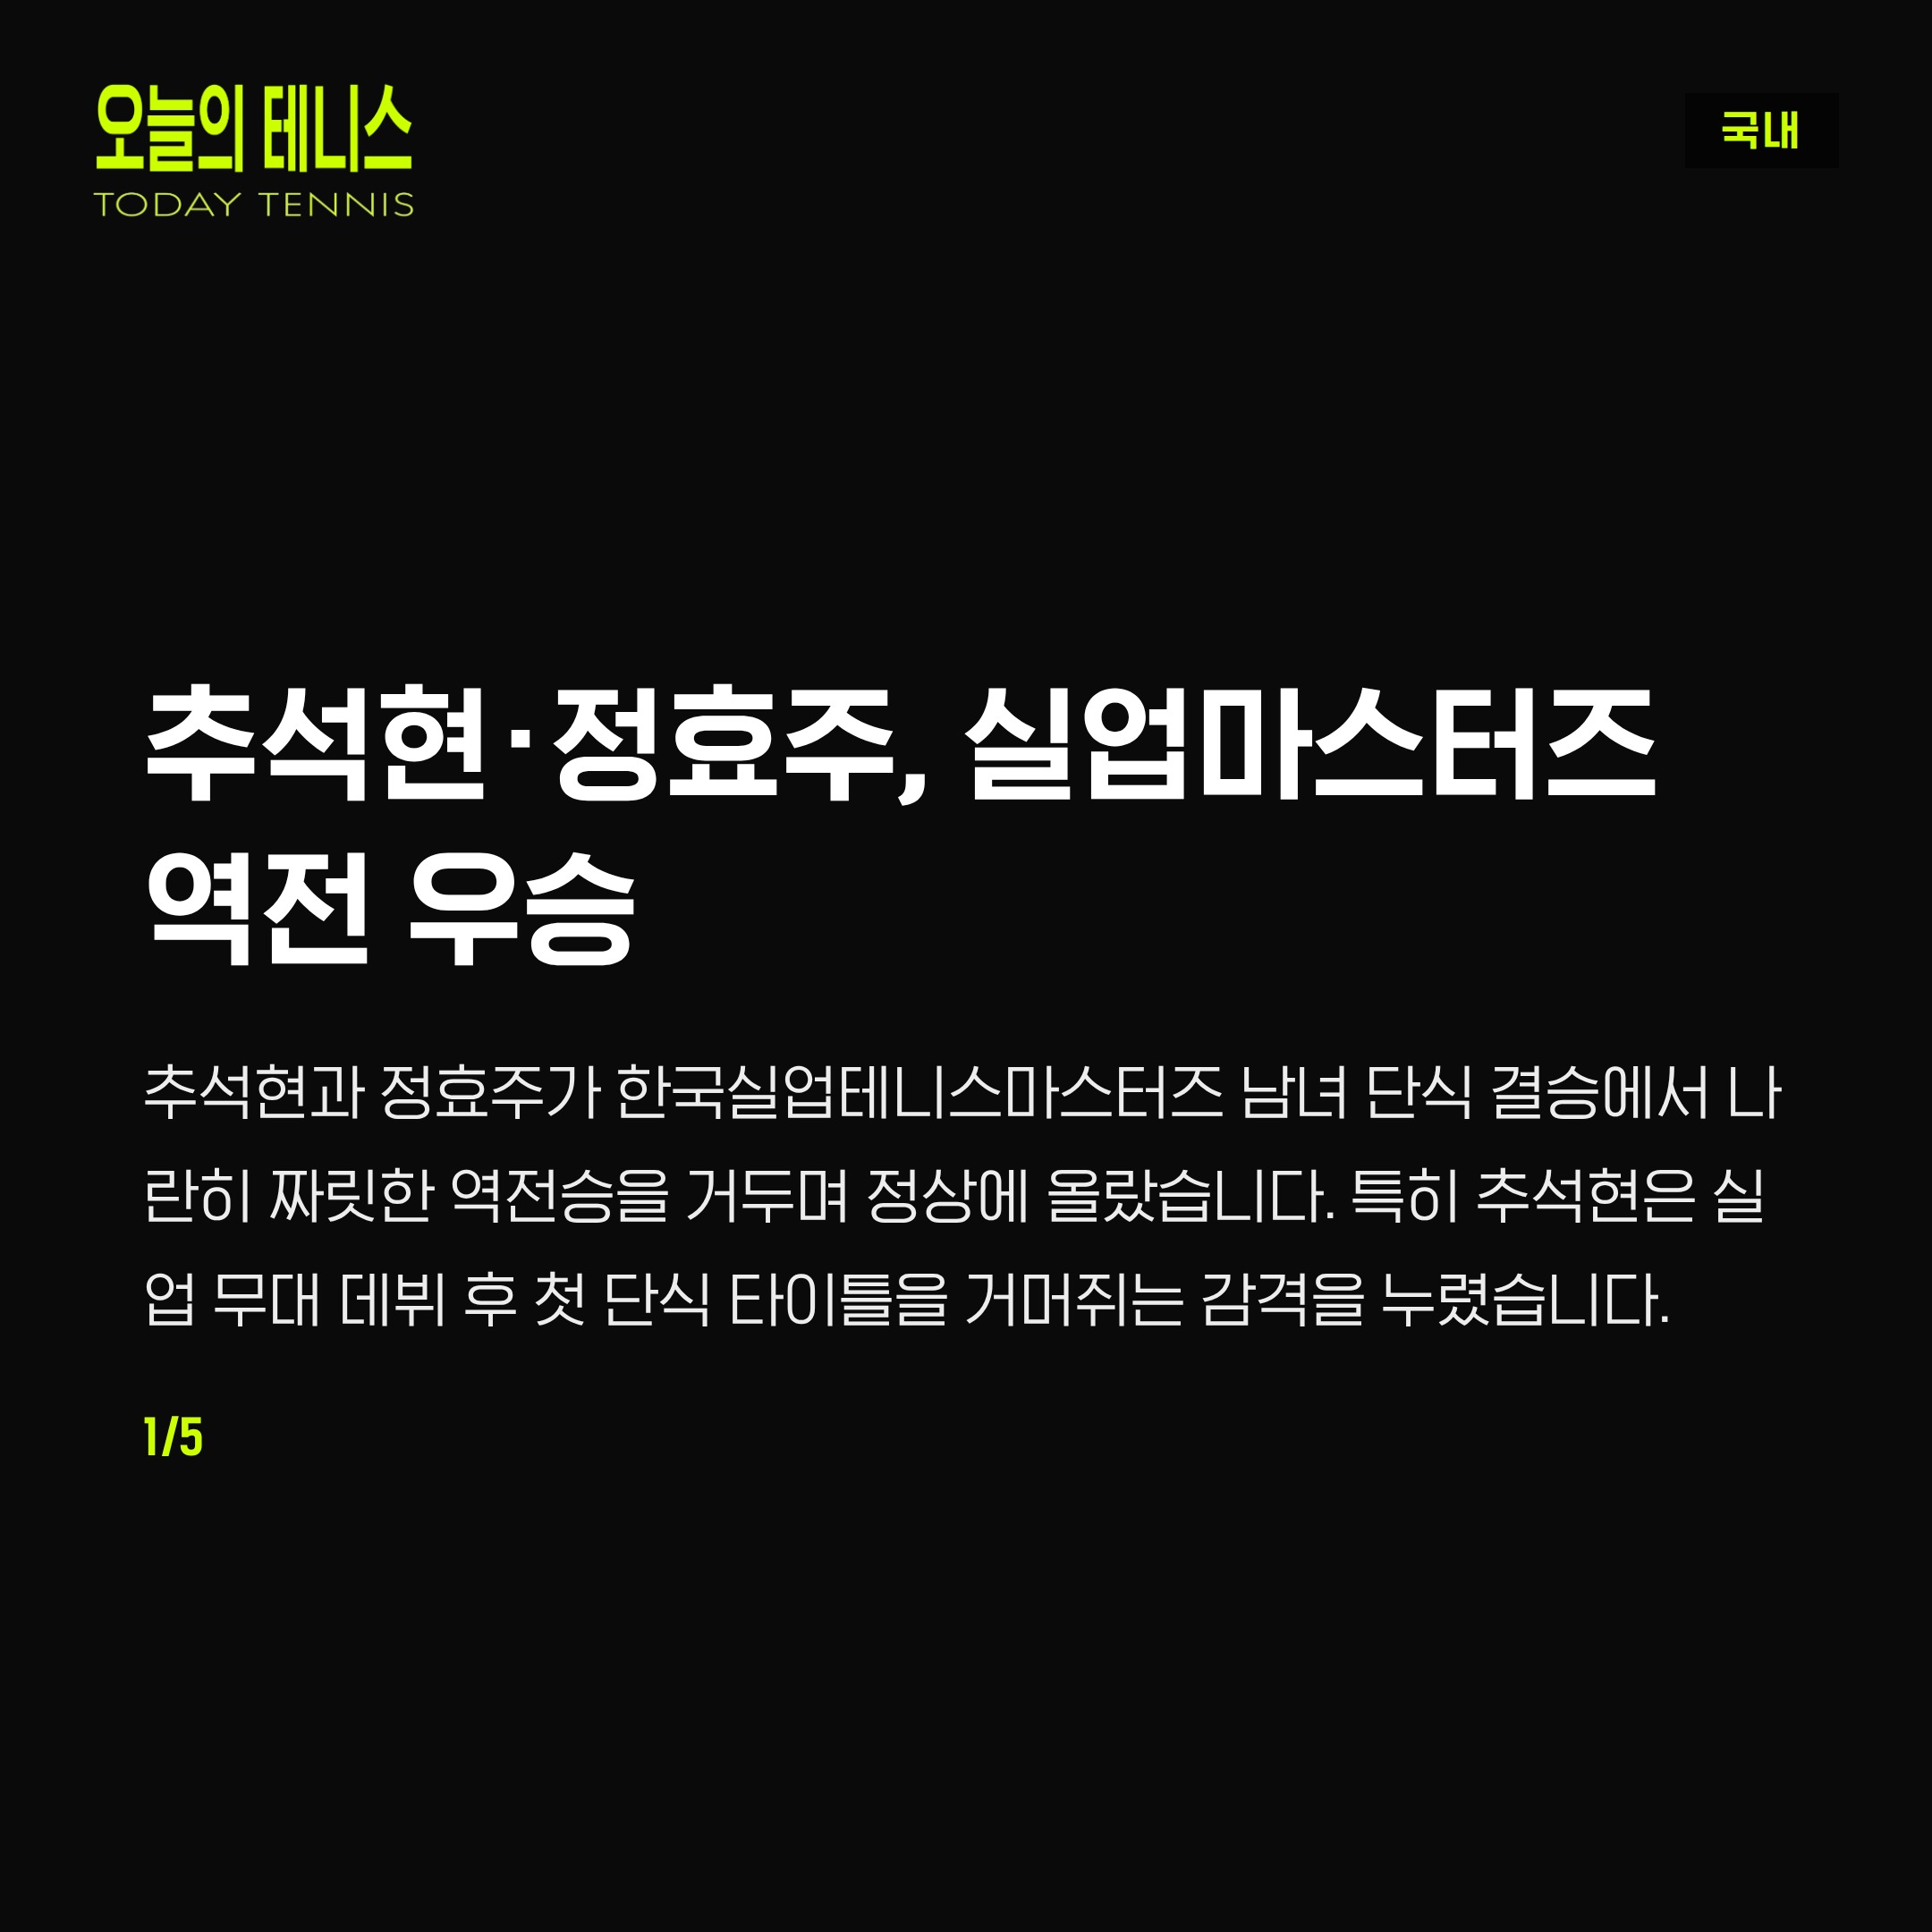 오늘의 테니스
TODAY TENNIS
국내
추석현·정효주, 실업마스터즈
역전 우승
추석현과 정효주가 한국실업테니스마스터즈 남녀 단식 결승에서 나
란히 짜릿한 역전승을 거두며 정상에 올랐습니다. 특히 추석현은 실
업 무대 데뷔 후 첫 단식 타이틀을 거머쥐는 감격을 누렸습니다.
1/5